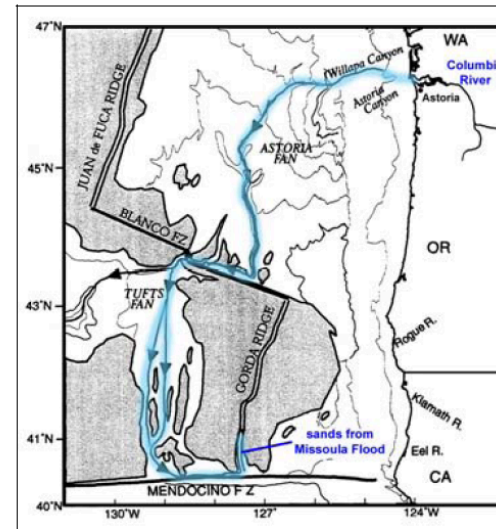 47°N
WA
Willapa Canyon
Columbi
River
Astoria
Canyon
Astoria
JUAN de FUCA RIDGE
45°N
ASTORIA
FAN
BLANCO FZ
OR
TUFTS
FAN
43°N
GORDA RIDGE
Rogue R.
Klamath R.
41°N
sands from
Missoula Flood
Eel R.
CA
40°N
MENDOCINO F Z
130°W
127°W
124°W